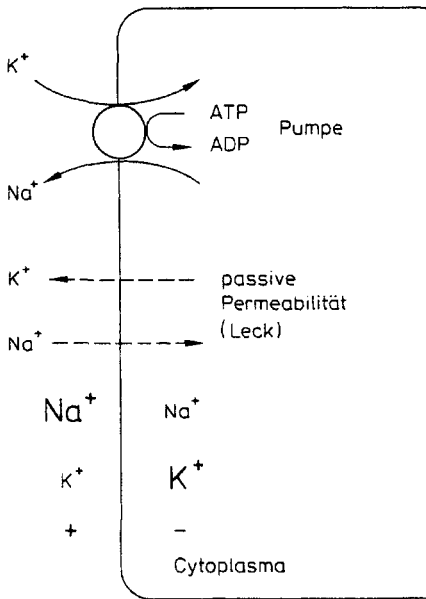 K⁺
ATP
Pumpe
ADP
Na⁺
K⁺
passive
Permeabilität
Na⁺
(Leck)
Na⁺ Na⁺
K⁺ K⁺
+ −
Cytoplasma